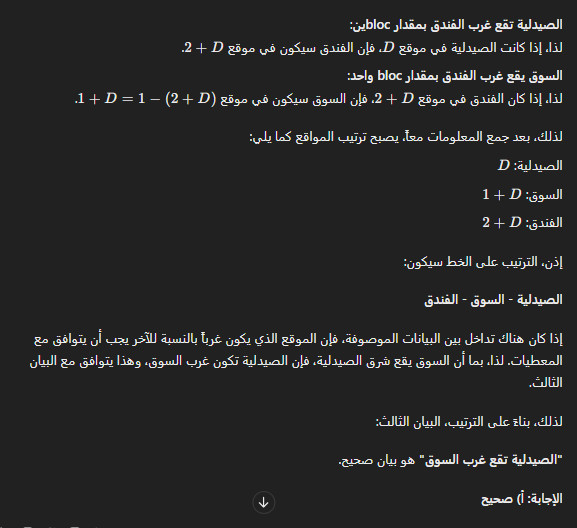 الصيدلية تقع غرب الفندق بمقدار blocين:
لذا، إذا كانت الصيدلية في موقع D، فإن الفندق سيكون في موقع D + 2.
السوق يقع غرب الفندق بمقدار bloc واحد:
لذا، إذا كان الفندق في موقع D + 2، فإن السوق سيكون في موقع (D + 2) − 1 = D + 1.
لذلك، بعد جمع المعلومات معاً، يصبح ترتيب المواقع كما يلي:
الصيدلية: D
السوق: D + 1
الفندق: D + 2
إذن، الترتيب على الخط سيكون:
الصيدلية - السوق - الفندق
إذا كان هناك تداخل بين البيانات الموصوفة، فإن الموقع الذي يكون غرباً بالنسبة للآخر يجب أن يتوافق مع
المعطيات. لذا، بما أن السوق يقع شرق الصيدلية، فإن الصيدلية تكون غرب السوق، وهذا يتوافق مع البيان
الثالث.
لذلك، بناءً على الترتيب، البيان الثالث:
"الصيدلية تقع غرب السوق" هو بيان صحيح.
الإجابة: أ) صحيح